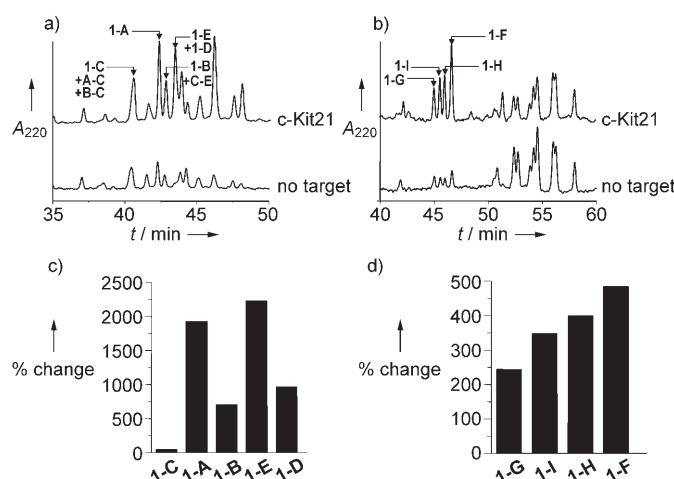 a)
1-A
1-E
+1-D
1-C
+A-C
+B-C
1-B
+C-E
A220
c-Kit21
no target
35 40 45 50
t / min
b)
1-F
1-I
1-H
1-G
A220
c-Kit21
no target
40 45 50 55 60
t / min
c)
2500
2000
1500
1000
500
0
% change
1-C 1-A 1-B 1-E 1-D
d)
500
400
300
200
100
0
% change
1-G 1-I 1-H 1-F